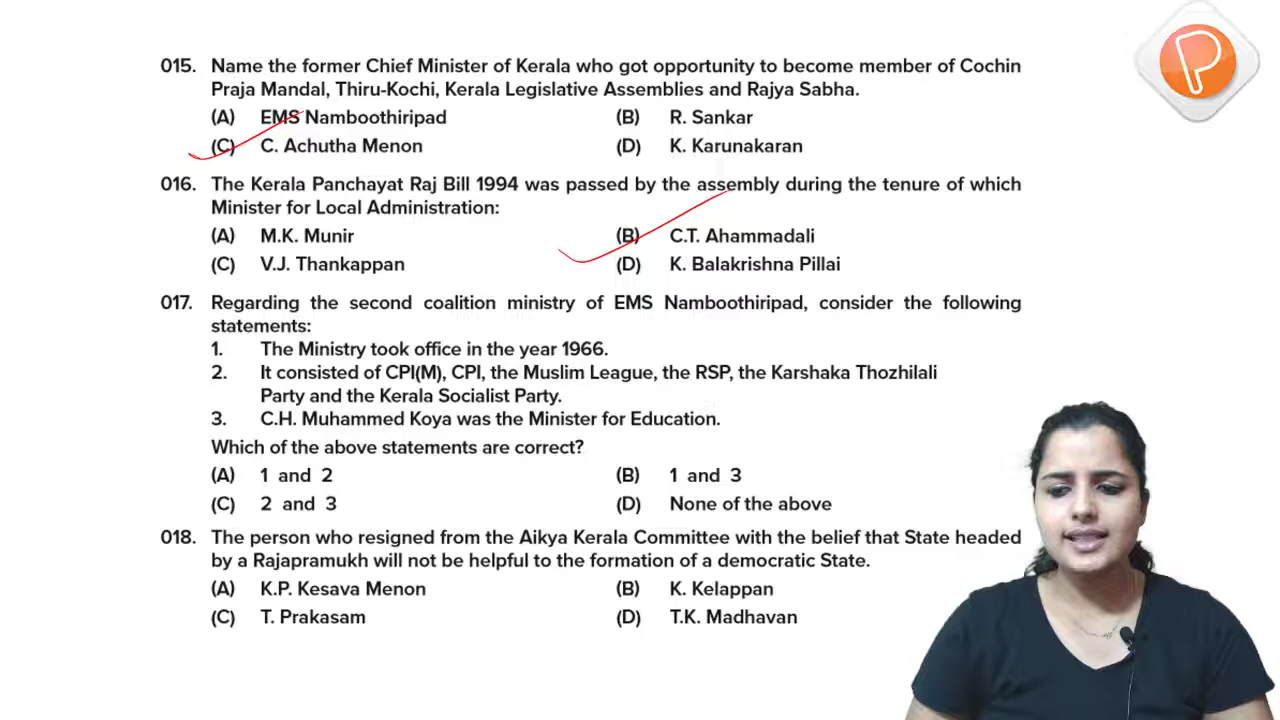 015. Name the former Chief Minister of Kerala who got opportunity to become member of Cochin
Praja Mandal, Thiru-Kochi, Kerala Legislative Assemblies and Rajya Sabha.
(A) EMS Namboothiripad (B) R. Sankar
(C) C. Achutha Menon (D) K. Karunakaran
016. The Kerala Panchayat Raj Bill 1994 was passed by the assembly during the tenure of which
Minister for Local Administration:
(A) M.K. Munir (B) C.T. Ahammadali
(C) V.J. Thankappan (D) K. Balakrishna Pillai
017. Regarding the second coalition ministry of EMS Namboothiripad, consider the following
statements:
1. The Ministry took office in the year 1966.
2. It consisted of CPI(M), CPI, the Muslim League, the RSP, the Karshaka Thozhilali
Party and the Kerala Socialist Party.
3. C.H. Muhammed Koya was the Minister for Education.
Which of the above statements are correct?
(A) 1 and 2 (B) 1 and 3
(C) 2 and 3 (D) None of the above
018. The person who resigned from the Aikya Kerala Committee with the belief that State headed
by a Rajapramukh will not be helpful to the formation of a democratic State.
(A) K.P. Kesava Menon (B) K. Kelappan
(C) T. Prakasam (D) T.K. Madhavan
P